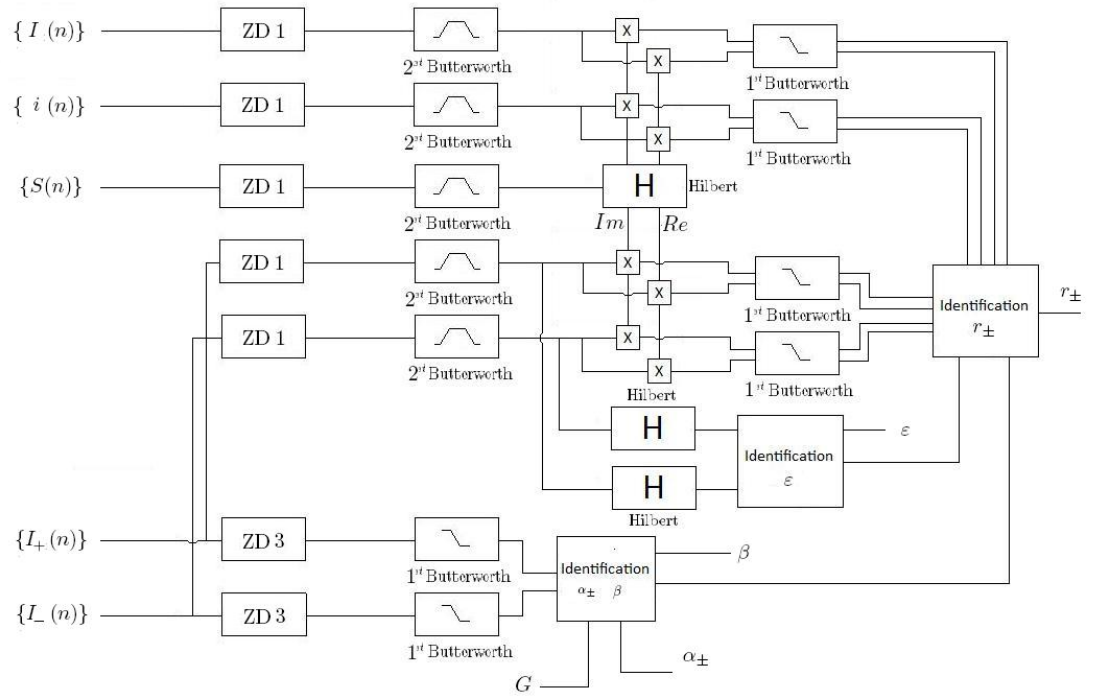 { I (n)} ZD 1 X
2st Butterworth X 1st Butterworth
{ i (n)} ZD 1 X
2st Butterworth X 1st Butterworth
{S(n)} ZD 1 H Hilbert
2st Butterworth Im Re
ZD 1 X
2st Butterworth X 1st Butterworth
Identification r± r±
ZD 1 X
2st Butterworth X 1st Butterworth
Hilbert
H ε
Identification ε
H
Hilbert
{I+ (n)} ZD 3 β
1st Butterworth Identification α± β
{I− (n)} ZD 3
1st Butterworth α±
G